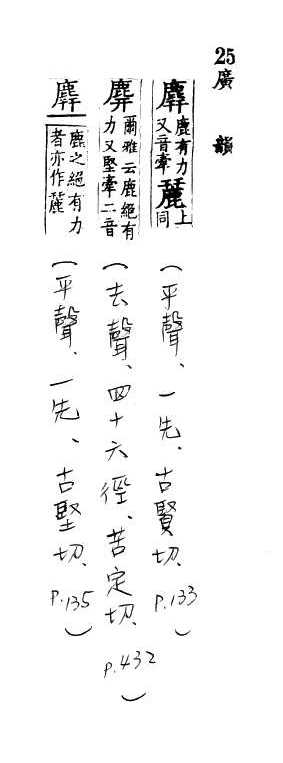 25
廣韻
麉 鹿有力又音牽 上同 (平聲、一先、古賢切、P.133)
麉 爾雅云鹿絕有力又堅牽二音 (去聲、四十六徑、苦定切、P.432)
麉 鹿之絕有力者亦作 (平聲、一先、古堅切、P.135)